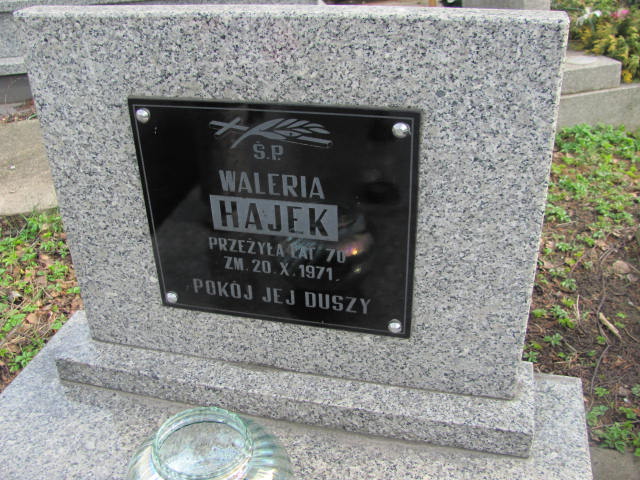 Ś.P.
WALERIA
HAJEK
PRZEŻYŁA LAT 70
ZM. 20. X. 1971
POKÓJ JEJ DUSZY